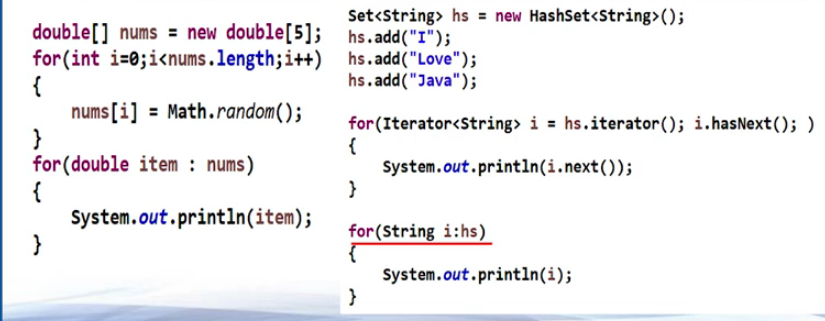 double[] nums = new double[5];
for(int i=0;i<nums.length;i++)
{
nums[i] = Math.random();
}
for(double item : nums)
{
System.out.println(item);
}
Set<String> hs = new HashSet<String>();
hs.add("I");
hs.add("Love");
hs.add("Java");
for(Iterator<String> i = hs.iterator(); i.hasNext(); )
{
System.out.println(i.next());
}
for(String i:hs)
{
System.out.println(i);
}